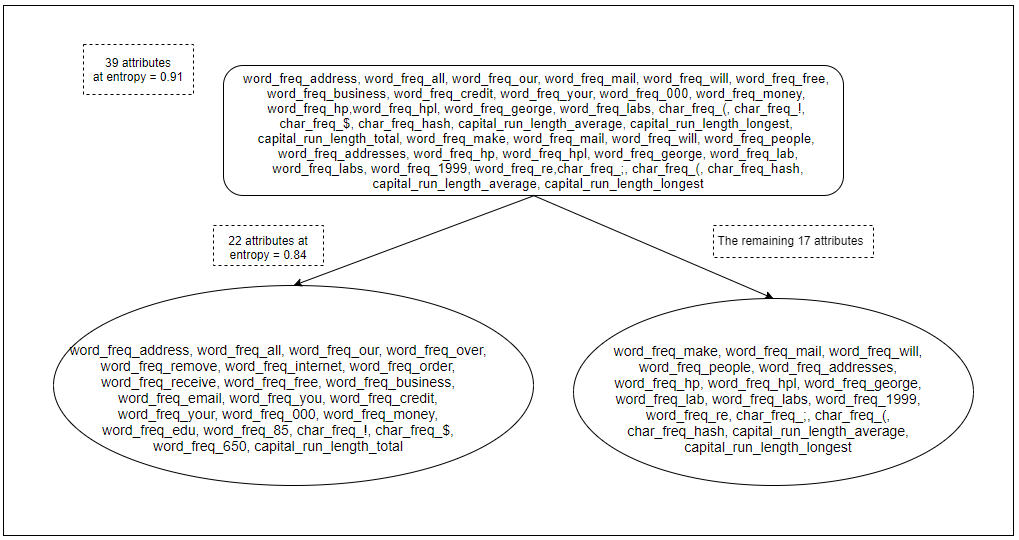 39 attributes
at entropy = 0.91
word_freq_address, word_freq_all, word_freq_our, word_freq_mail, word_freq_will, word_freq_free,
word_freq_business, word_freq_credit, word_freq_your, word_freq_000, word_freq_money,
word_freq_hp,word_freq_hpl, word_freq_george, word_freq_labs, char_freq_(, char_freq_!,
char_freq_$, char_freq_hash, capital_run_length_average, capital_run_length_longest,
capital_run_length_total, word_freq_make, word_freq_mail, word_freq_will, word_freq_people,
word_freq_addresses, word_freq_hp, word_freq_hpl, word_freq_george, word_freq_lab,
word_freq_labs, word_freq_1999, word_freq_re,char_freq_;, char_freq_(, char_freq_hash,
capital_run_length_average, capital_run_length_longest
22 attributes at
entropy = 0.84
The remaining 17 attributes
word_freq_address, word_freq_all, word_freq_our, word_freq_over,
word_freq_remove, word_freq_internet, word_freq_order,
word_freq_receive, word_freq_free, word_freq_business,
word_freq_email, word_freq_you, word_freq_credit,
word_freq_your, word_freq_000, word_freq_money,
word_freq_edu, word_freq_85, char_freq_!, char_freq_$,
word_freq_650, capital_run_length_total
word_freq_make, word_freq_mail, word_freq_will,
word_freq_people, word_freq_addresses,
word_freq_hp, word_freq_hpl, word_freq_george,
word_freq_lab, word_freq_labs, word_freq_1999,
word_freq_re, char_freq_;, char_freq_(,
char_freq_hash, capital_run_length_average,
capital_run_length_longest